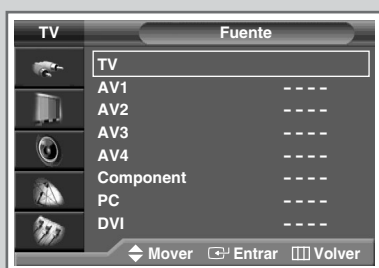 TV Fuente
TV
AV1 - - - -
AV2 - - - -
AV3 - - - -
AV4 - - - -
Component - - - -
PC - - - -
DVI - - - -
Mover Entrar Volver